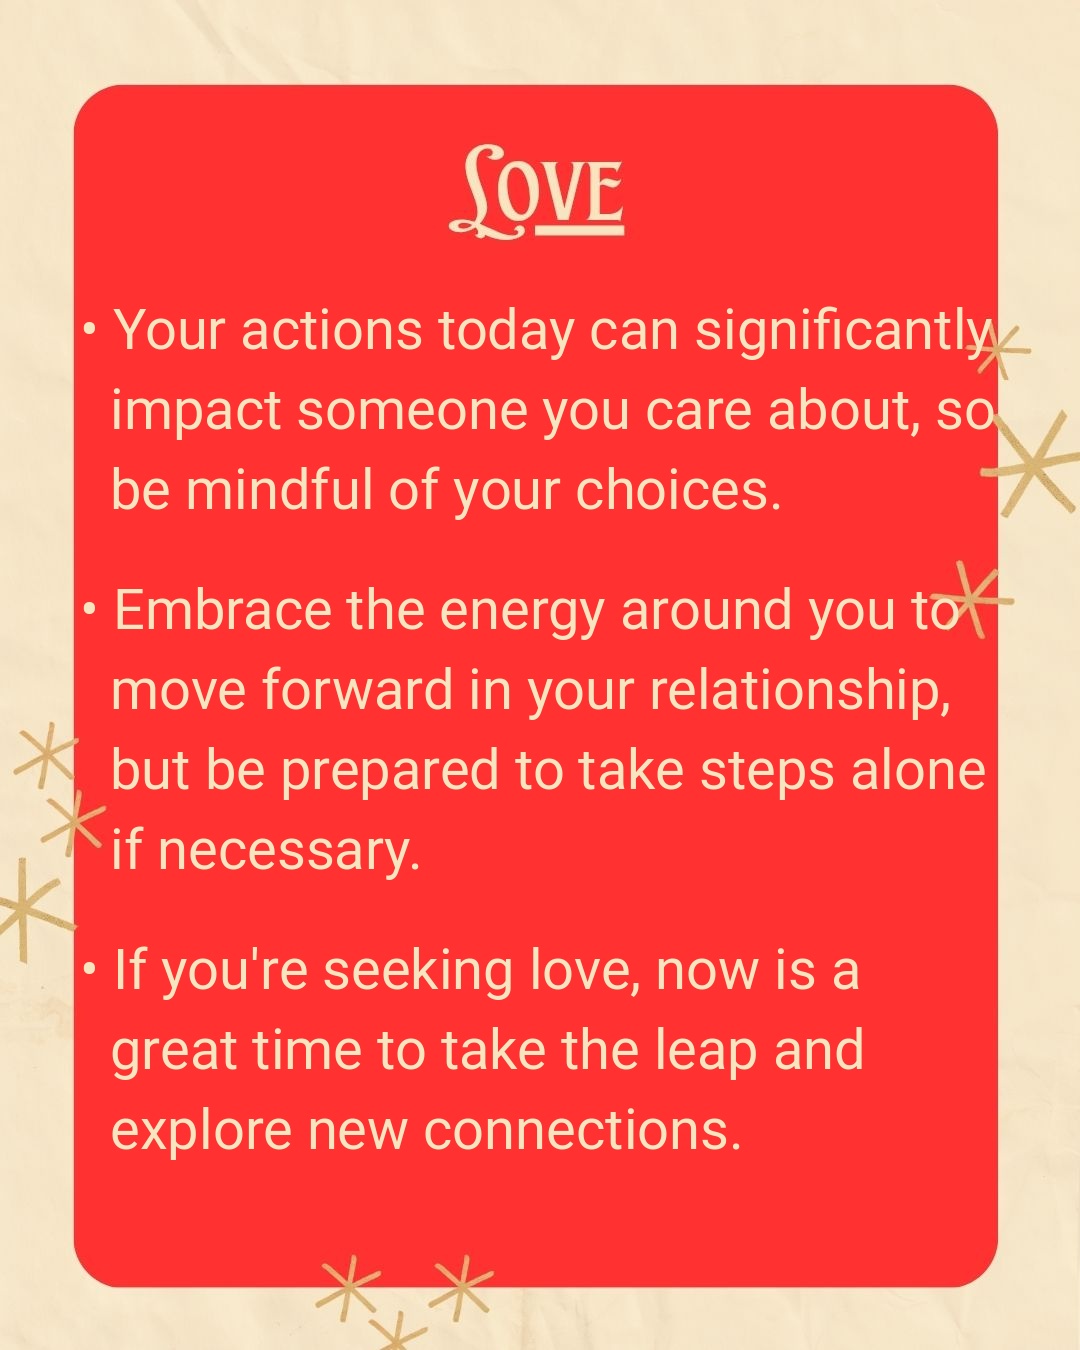 Love
• Your actions today can significantly
impact someone you care about, so
be mindful of your choices.
• Embrace the energy around you to
move forward in your relationship,
but be prepared to take steps alone
if necessary.
• If you're seeking love, now is a
great time to take the leap and
explore new connections.